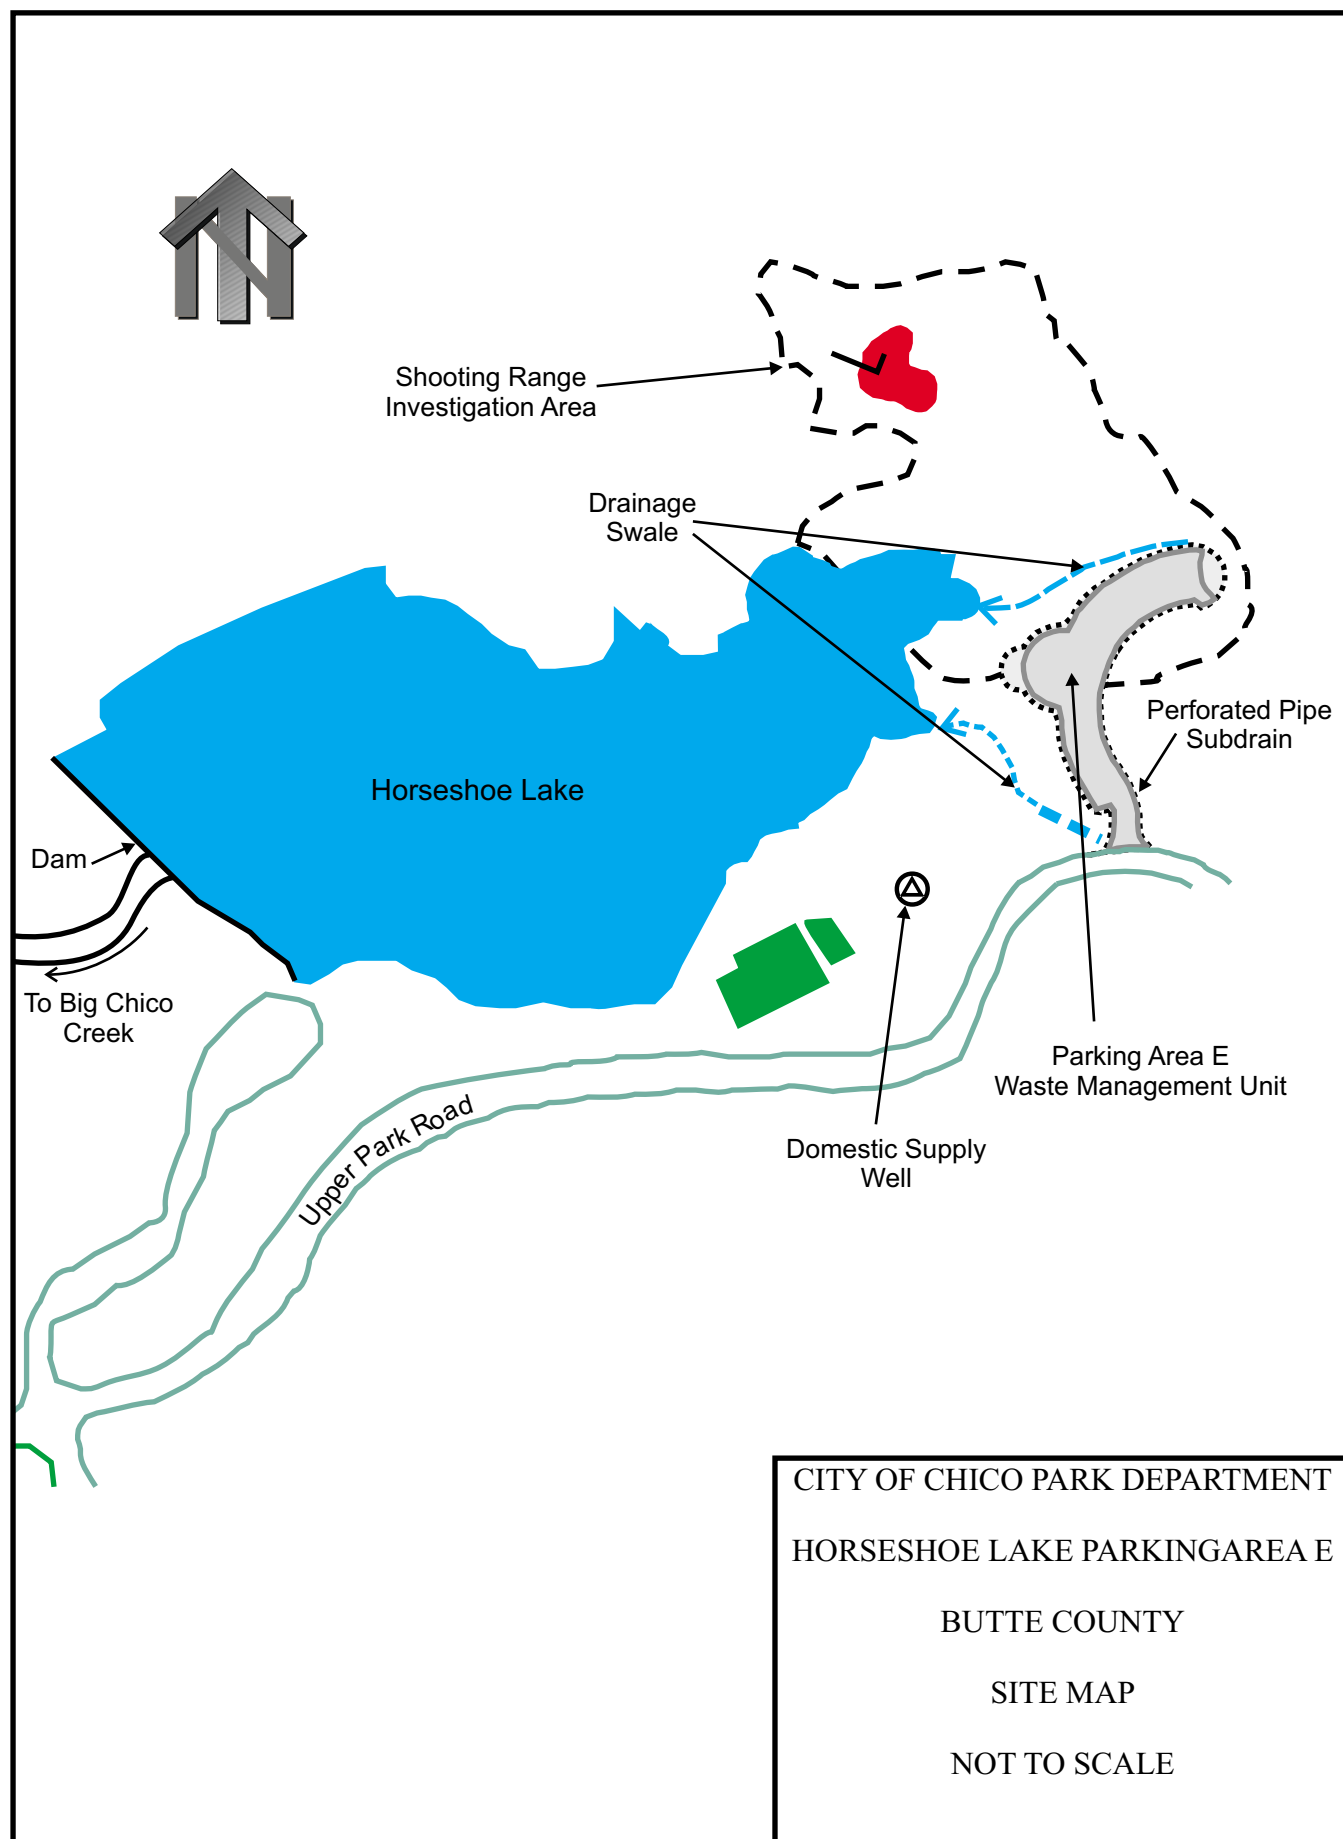 Shooting Range
Investigation Area
Drainage
Swale
Perforated Pipe
Subdrain
Horseshoe Lake
Dam
To Big Chico
Creek
Parking Area E
Waste Management Unit
Upper Park Road
Domestic Supply
Well
CITY OF CHICO PARK DEPARTMENT
HORSESHOE LAKE PARKINGAREA E
BUTTE COUNTY
SITE MAP
NOT TO SCALE